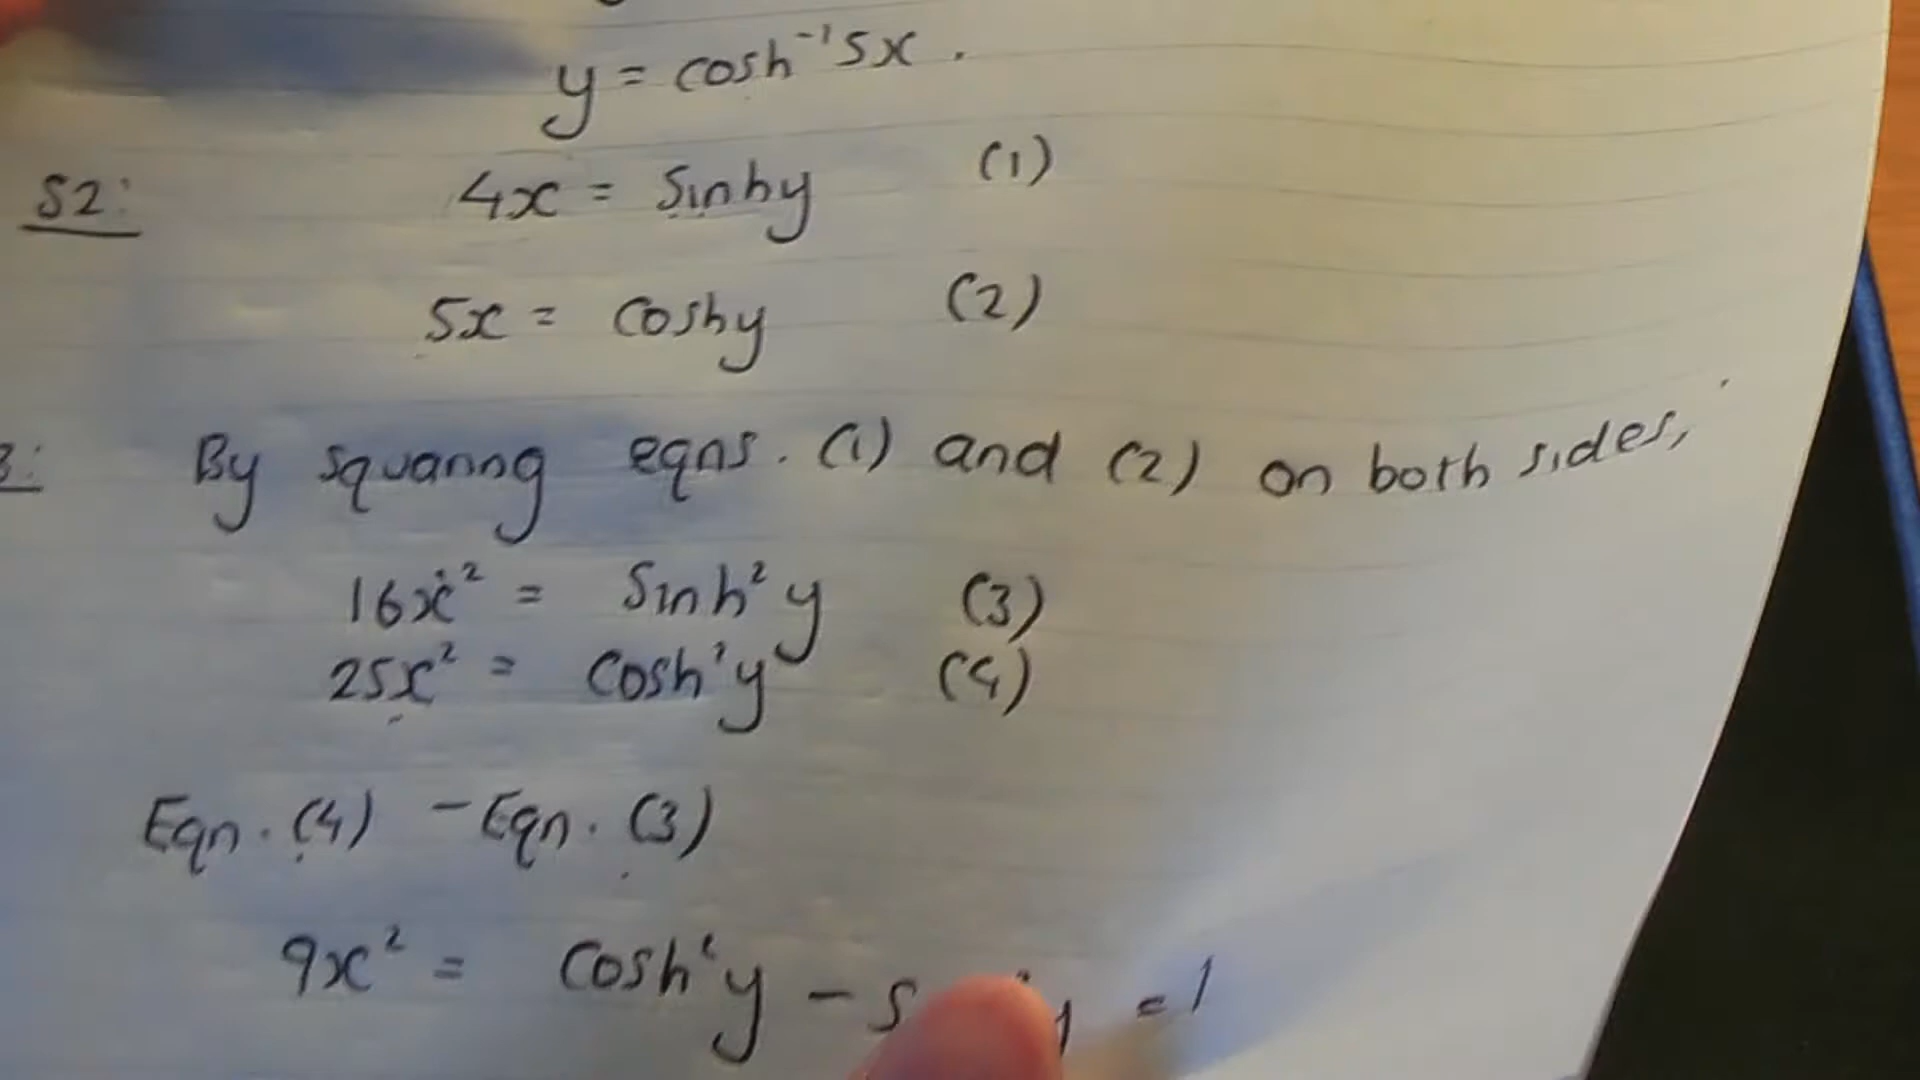 y = cosh⁻¹5x.
S2: 4x = Sinhy (1)
5x = Coshy (2)
3: By squaring eqns. (1) and (2) on both sides,
16x² = Sinh²y (3)
25x² = Cosh²y (4)
Eqn. (4) - Eqn. (3)
9x² = Cosh²y - = 1